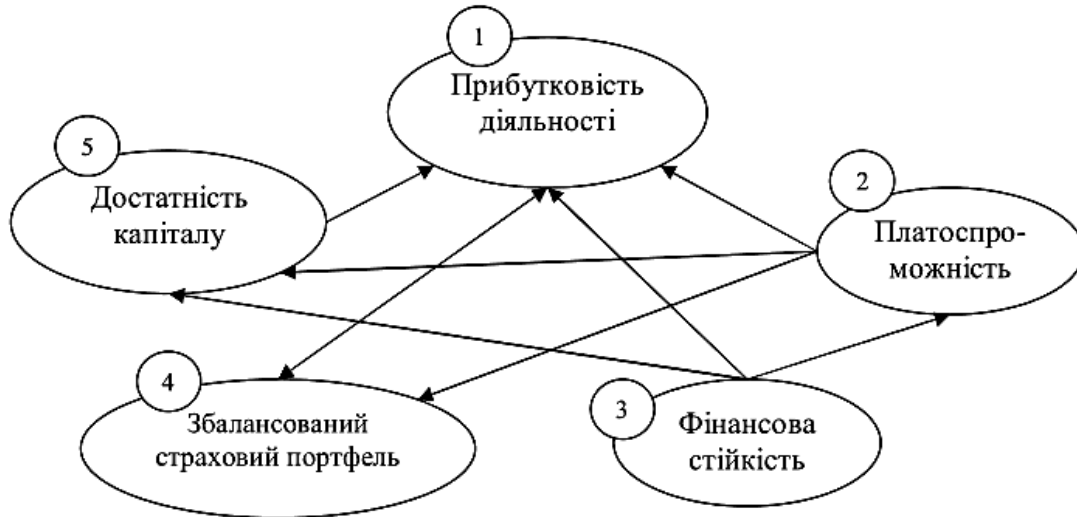 1
Прибутковість
діяльності
5
Достатність
капіталу
2
Платоспро-
можність
4
Збалансований
страховий портфель
3
Фінансова
стійкість